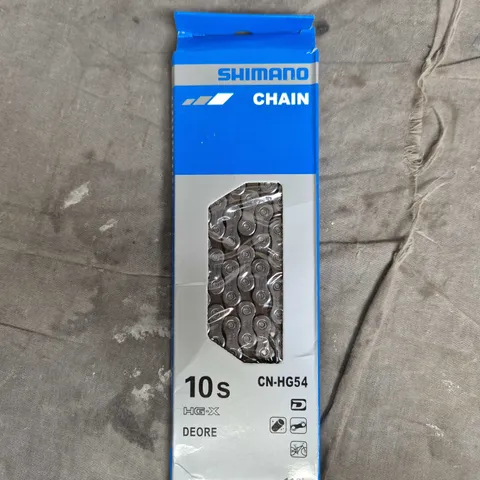 SHIMANO
CHAIN
10s CN-HG54
HG-X
DEORE